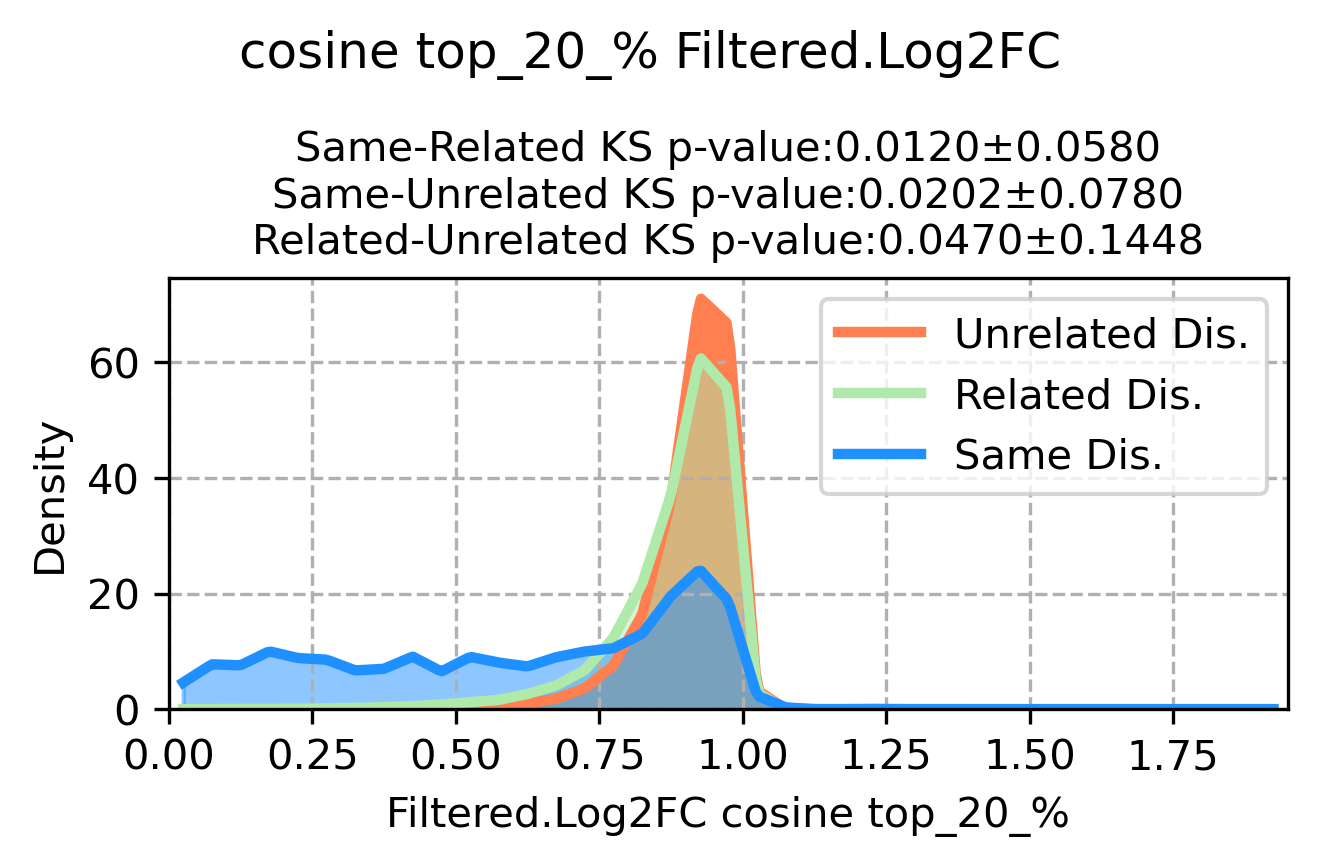 cosine top_20_% Filtered.Log2FC
Same-Related KS p-value:0.0120±0.0580
Same-Unrelated KS p-value:0.0202±0.0780
Related-Unrelated KS p-value:0.0470±0.1448
Unrelated Dis.
Related Dis.
Same Dis.
Density
60
40
20
0
0.00 0.25 0.50 0.75 1.00 1.25 1.50 1.75
Filtered.Log2FC cosine top_20_%